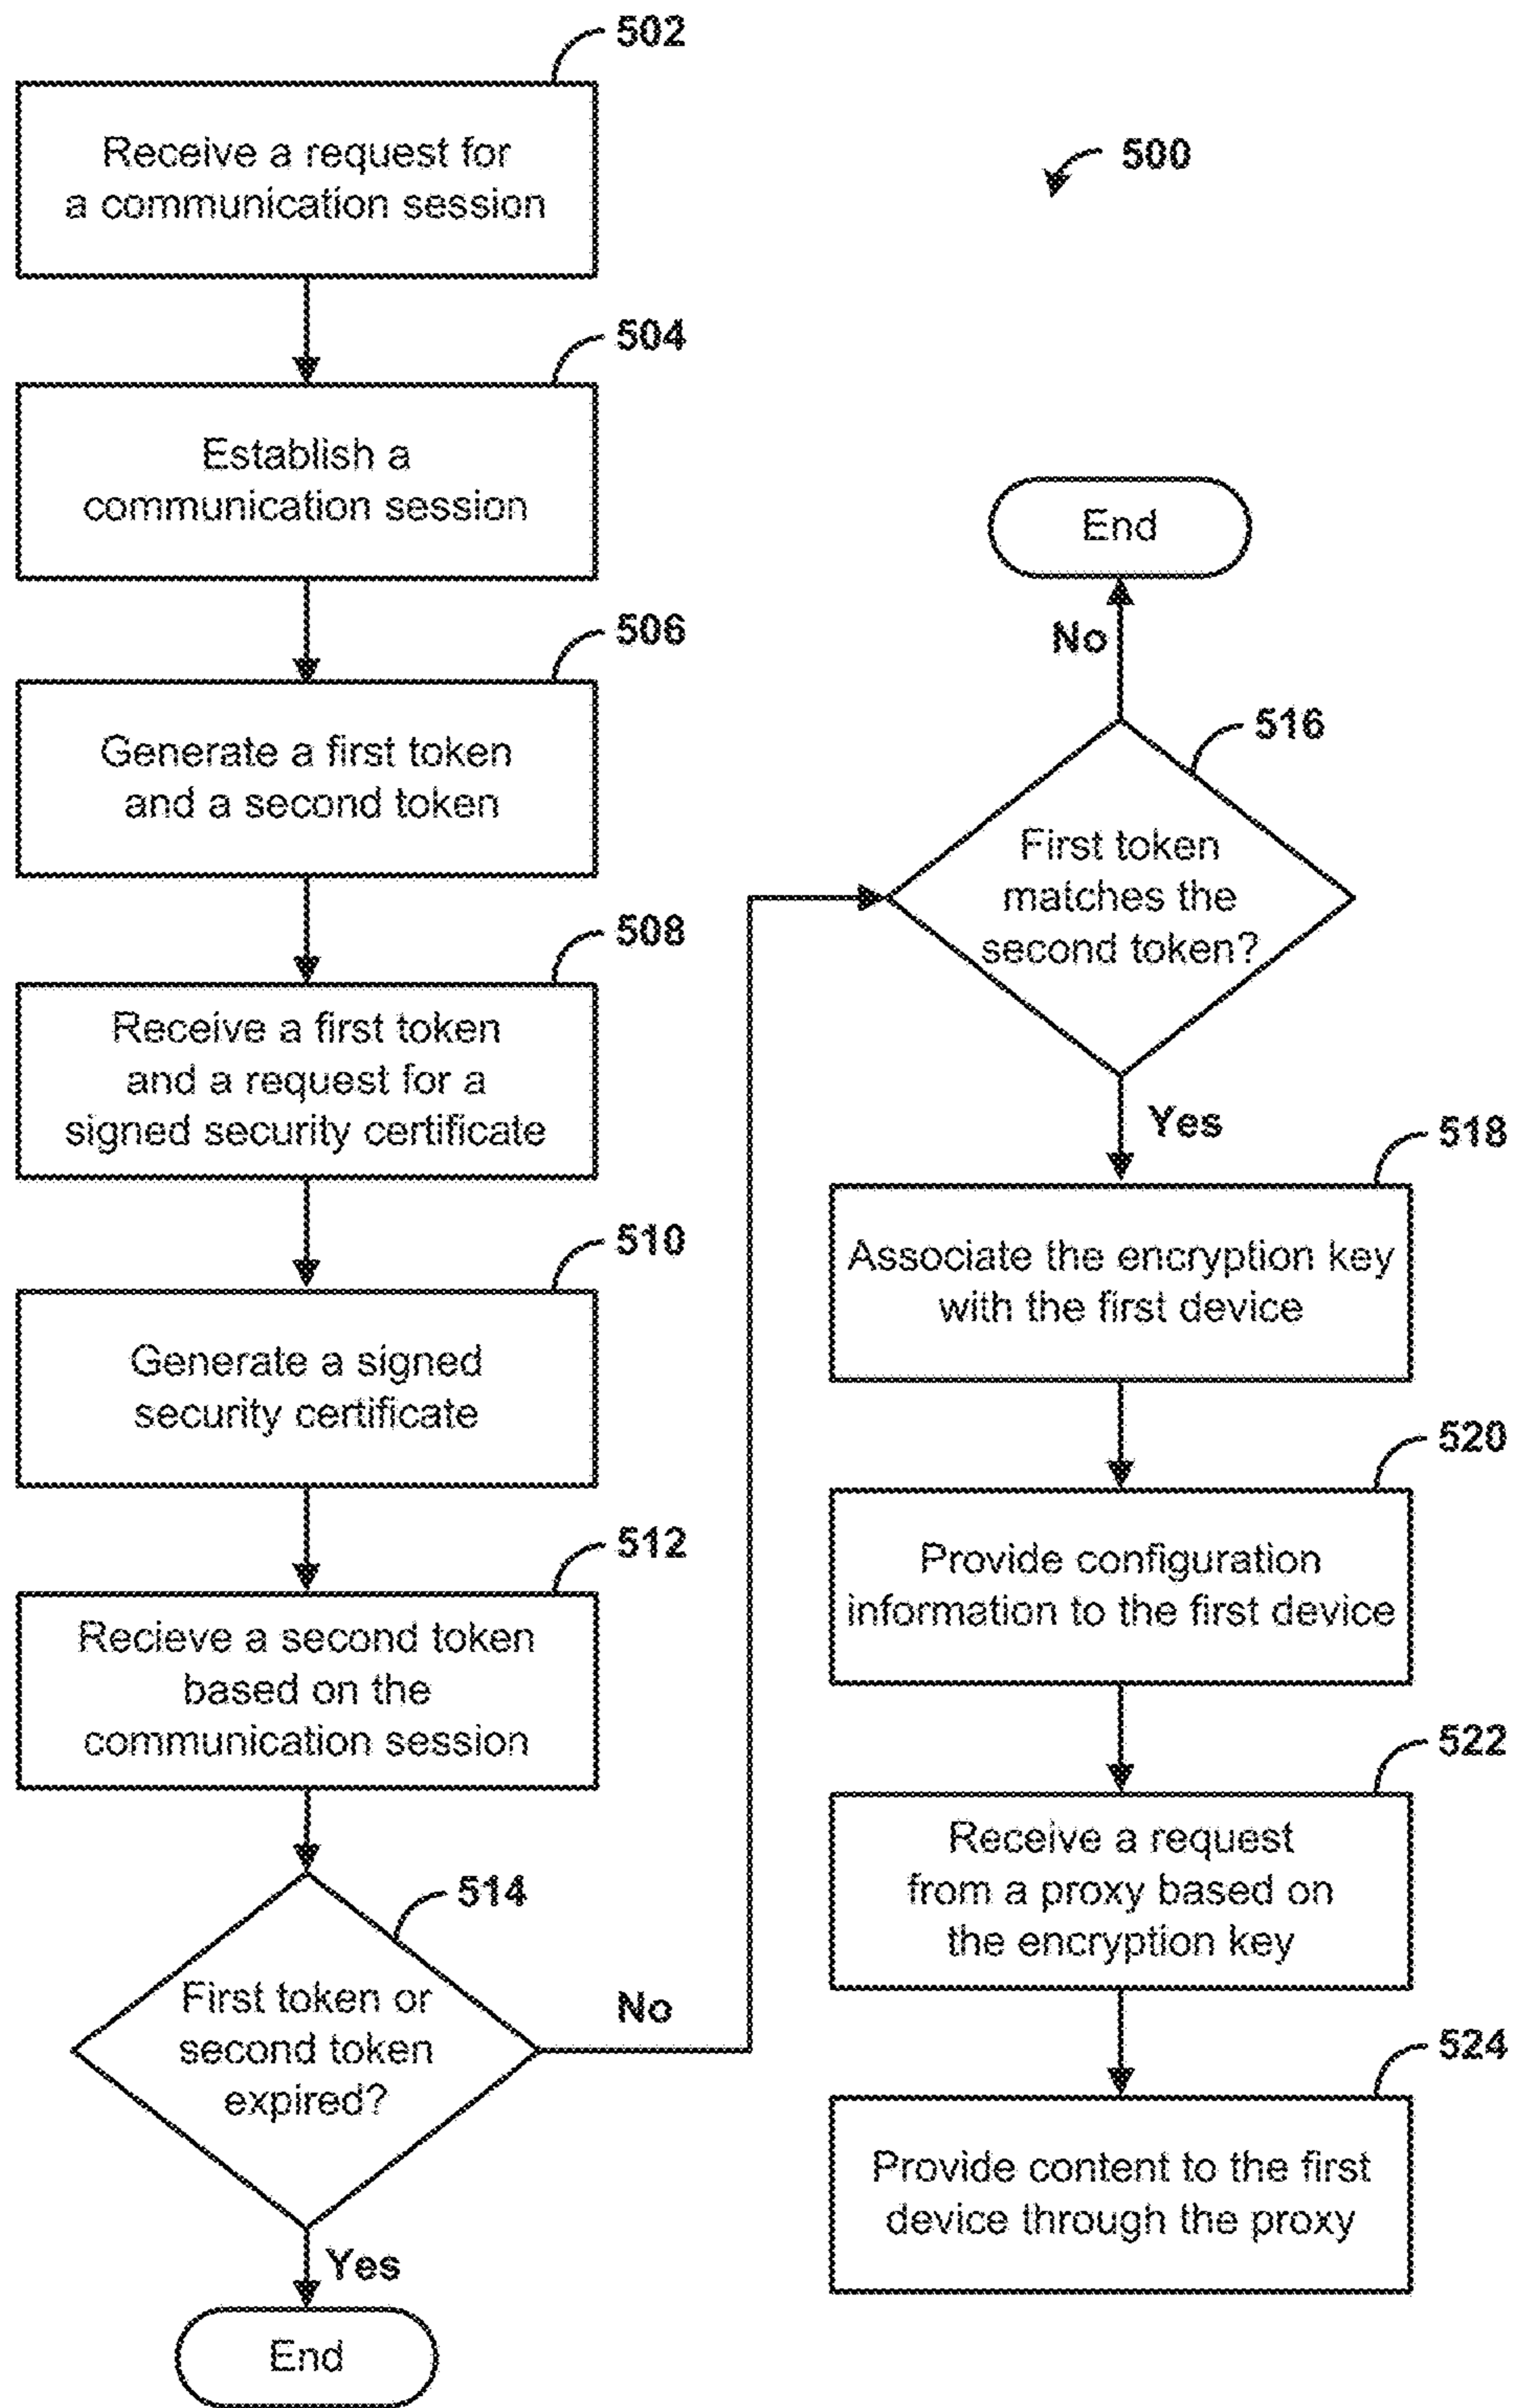 502
Receive a request for
a communication session
504
Establish a
communication session
506
Generate a first token
and a second token
508
Receive a first token
and a request for a
signed security certificate
510
Generate a signed
security certificate
512
Recieve a second token
based on the
communication session
514
First token or
second token
expired?
No
Yes
End
500
End
No
516
First token
matches the
second token?
Yes
518
Associate the encryption key
with the first device
520
Provide configuration
information to the first device
522
Receive a request
from a proxy based on
the encryption key
524
Provide content to the first
device through the proxy